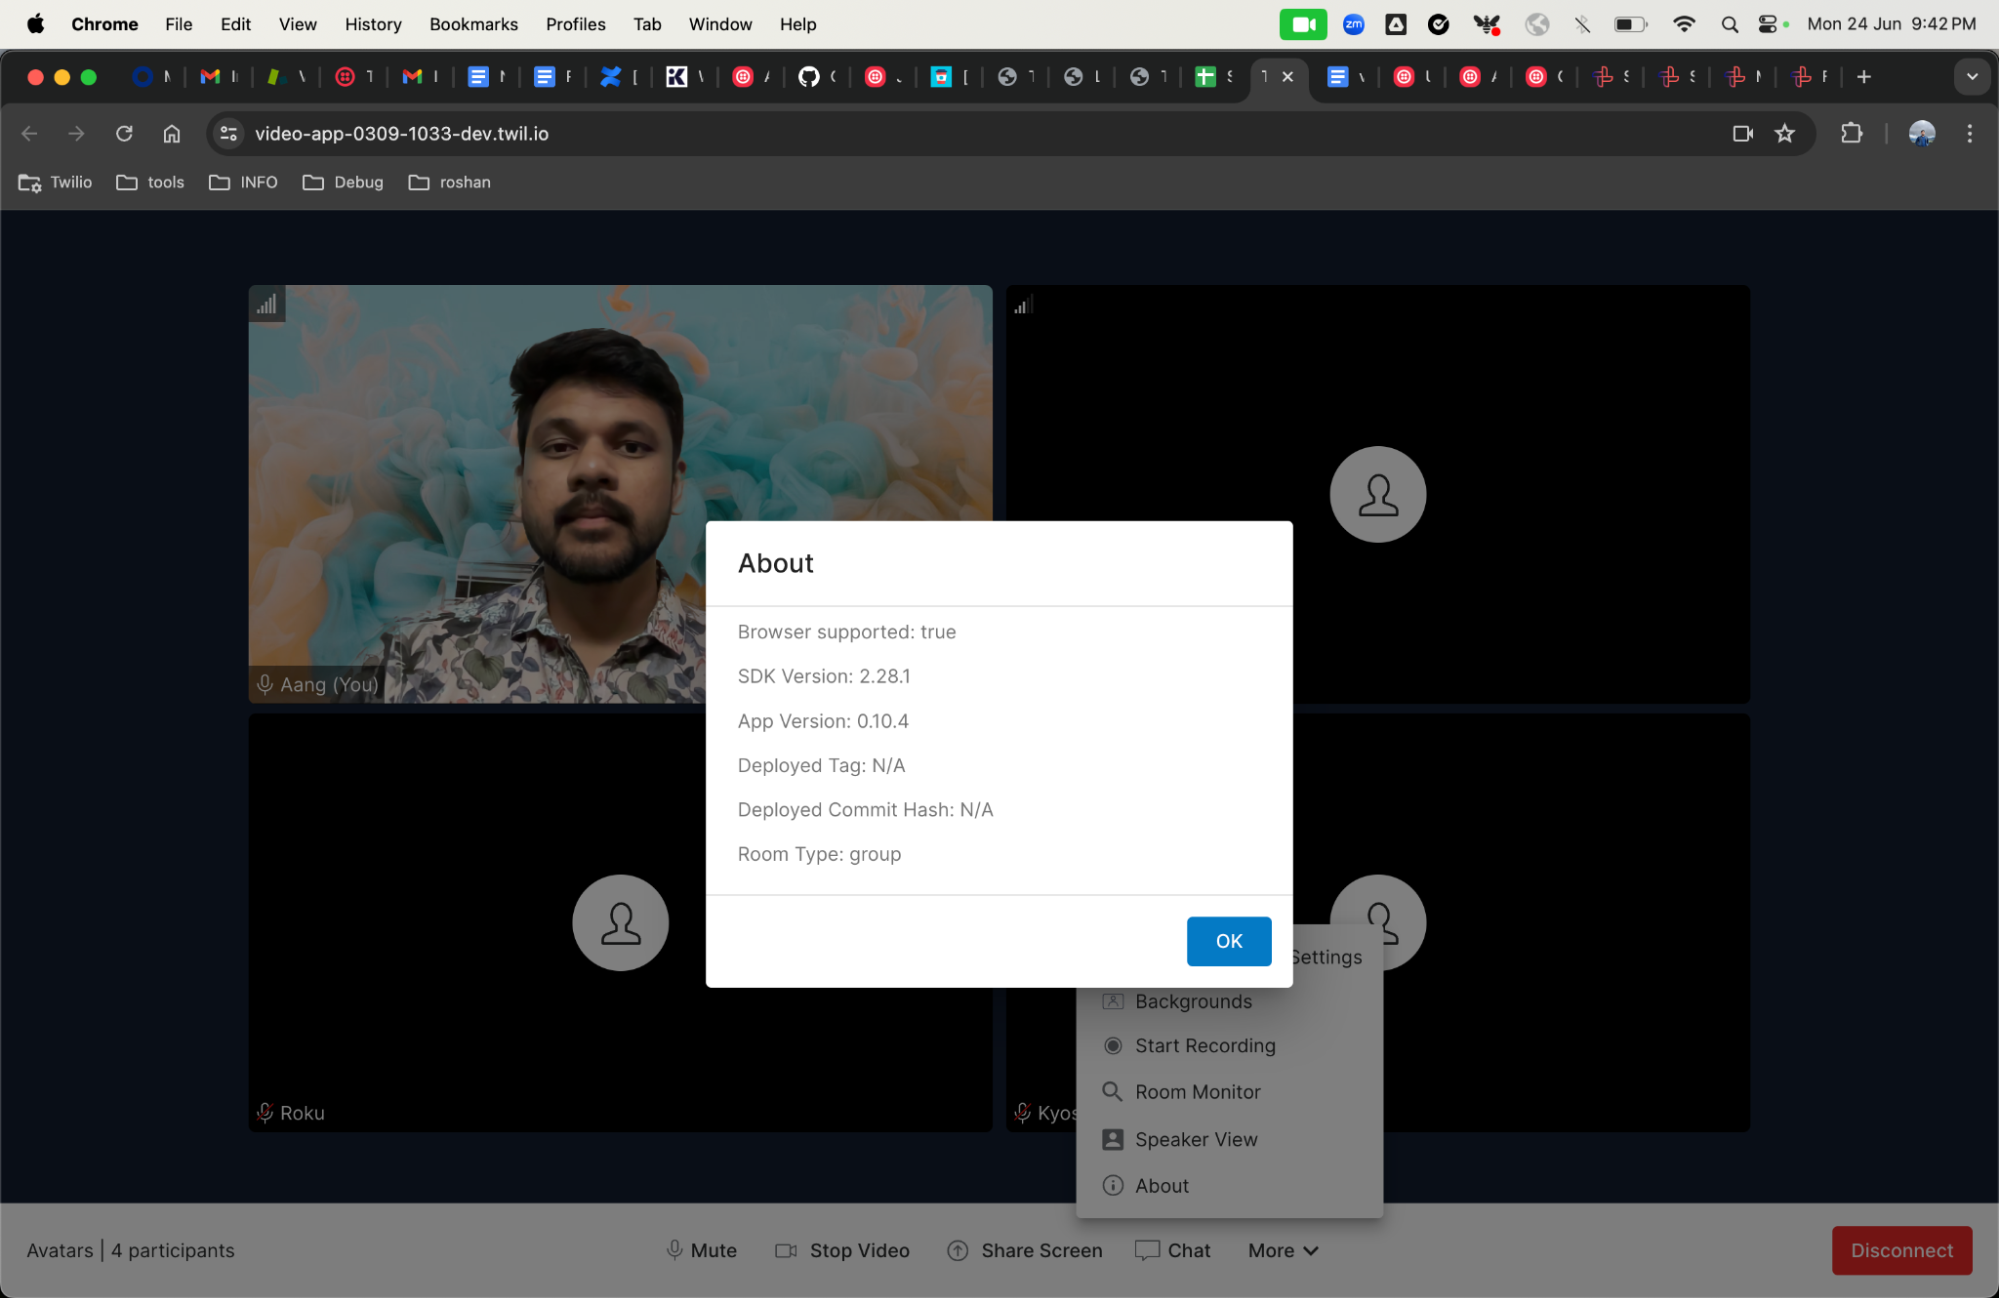 Chrome File Edit View History Bookmarks Profiles Tab Window Help
zm
Mon 24 Jun 9:42 PM
video-app-0309-1033-dev.twil.io
Twilio tools INFO Debug roshan
Aang (You)
About
Browser supported: true
SDK Version: 2.28.1
App Version: 0.10.4
Deployed Tag: N/A
Deployed Commit Hash: N/A
Room Type: group
OK
Settings
Backgrounds
Start Recording
Room Monitor
Speaker View
About
Roku
Kyos
Avatars | 4 participants
Mute
Stop Video
Share Screen
Chat
More
Disconnect